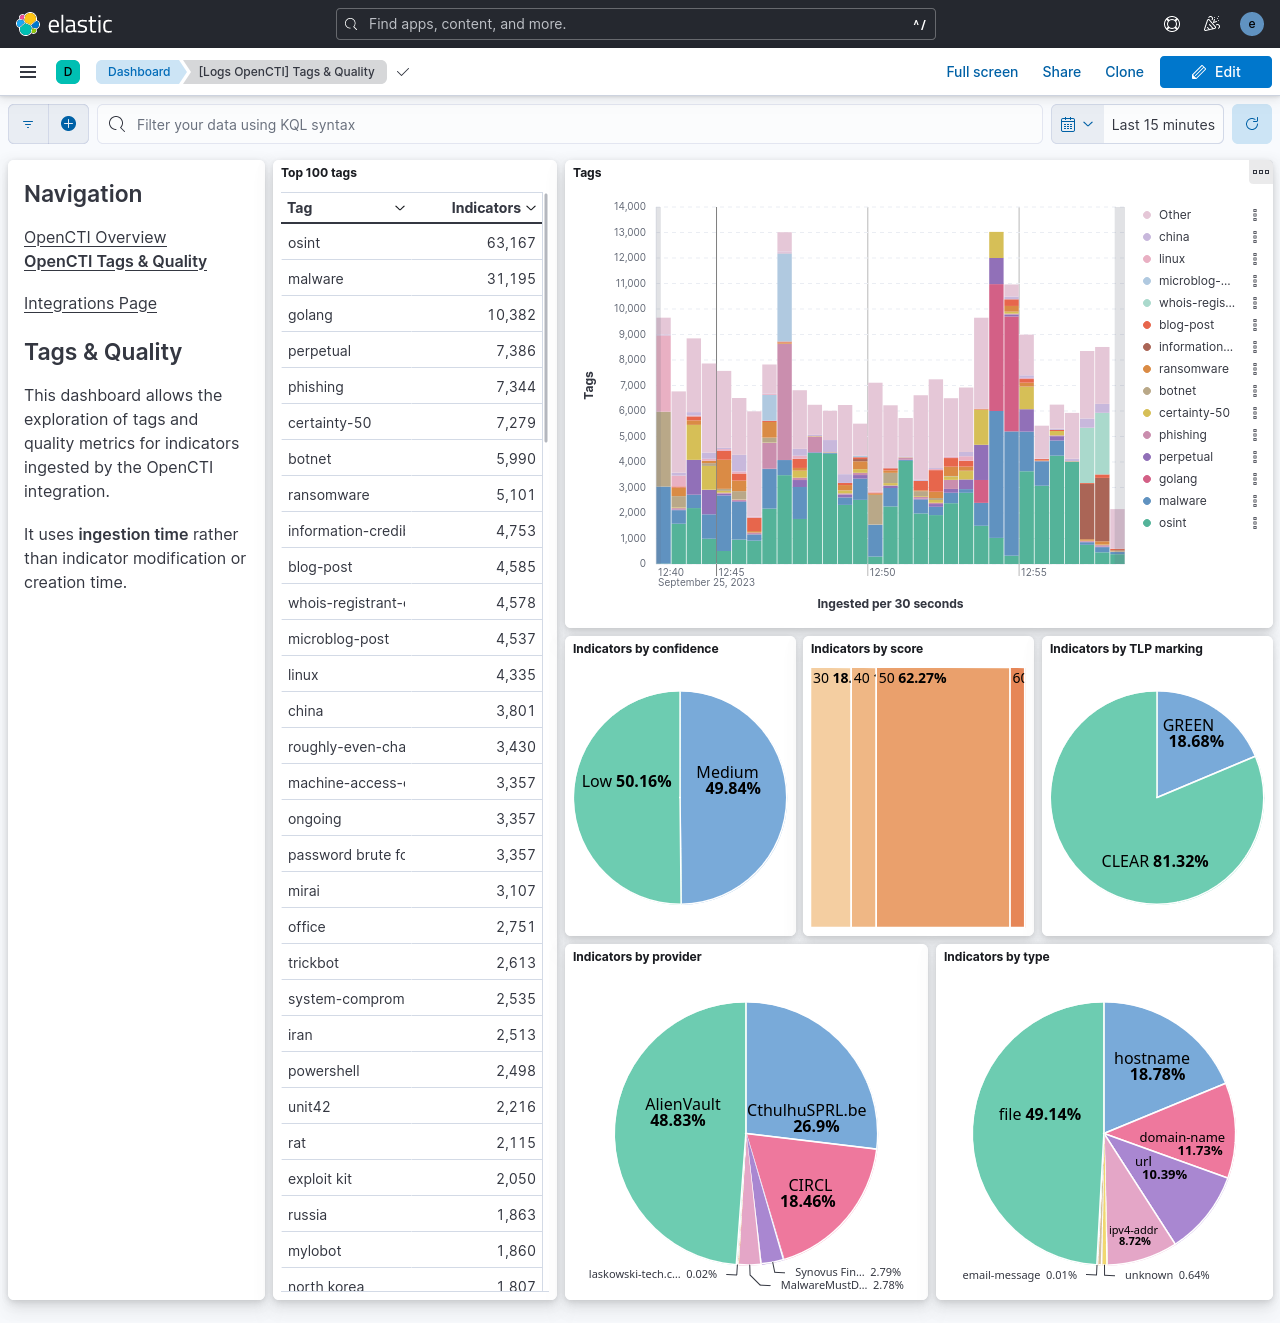 elastic
Find apps, content, and more.
^/
e
D
Dashboard
[Logs OpenCTI] Tags & Quality
Full screen
Share
Clone
Edit
Filter your data using KQL syntax
Last 15 minutes
Navigation
OpenCTI Overview
OpenCTI Tags & Quality
Integrations Page
Tags & Quality
This dashboard allows the
exploration of tags and
quality metrics for indicators
ingested by the OpenCTI
integration.
It uses ingestion time rather
than indicator modification or
creation time.
Top 100 tags
Tag Indicators
osint 63,167
malware 31,195
golang 10,382
perpetual 7,386
phishing 7,344
certainty-50 7,279
botnet 5,990
ransomware 5,101
information-credil 4,753
blog-post 4,585
whois-registrant- 4,578
microblog-post 4,537
linux 4,335
china 3,801
roughly-even-cha 3,430
machine-access- 3,357
ongoing 3,357
password brute fo 3,357
mirai 3,107
office 2,751
trickbot 2,613
system-comprom 2,535
iran 2,513
powershell 2,498
unit42 2,216
rat 2,115
exploit kit 2,050
russia 1,863
mylobot 1,860
north korea 1,807
Tags
14,000
13,000
12,000
11,000
10,000
9,000
8,000
7,000
6,000
5,000
4,000
3,000
2,000
1,000
0
Tags
12:40
September 25, 2023
12:45
12:50
12:55
Ingested per 30 seconds
Other
china
linux
microblog-...
whois-regis...
blog-post
information...
ransomware
botnet
certainty-50
phishing
perpetual
golang
malware
osint
Indicators by confidence
Low 50.16%
Medium
49.84%
Indicators by score
30 18.
40
50 62.27%
60
Indicators by TLP marking
GREEN
18.68%
CLEAR 81.32%
Indicators by provider
AlienVault
48.83%
CthulhuSPRL.be
26.9%
CIRCL
18.46%
laskowski-tech.c... 0.02%
Synovus Fin... 2.79%
MalwareMustD... 2.78%
Indicators by type
hostname
18.78%
file 49.14%
domain-name
11.73%
url
10.39%
ipv4-addr
8.72%
email-message 0.01%
unknown 0.64%